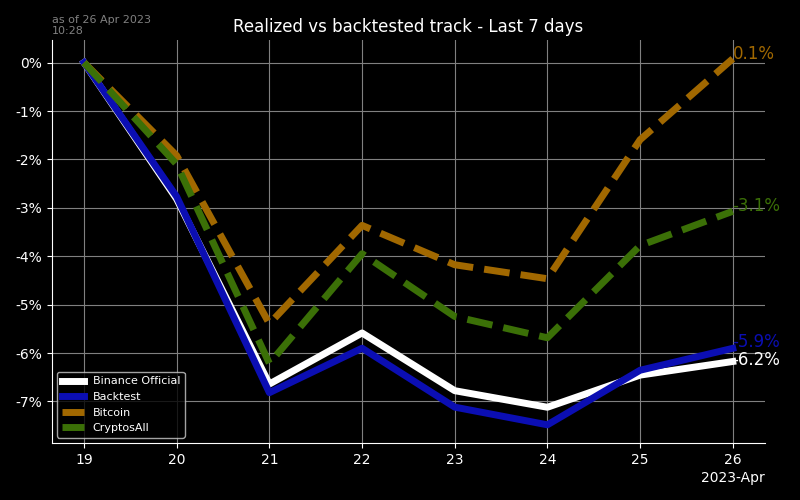 as of 26 Apr 2023
10:28
Realized vs backtested track - Last 7 days
0%
-1%
-2%
-3%
-4%
-5%
-6%
-7%
0.1%
-3.1%
-5.9%
-6.2%
Binance Official
Backtest
Bitcoin
CryptosAll
19 20 21 22 23 24 25 26
2023-Apr